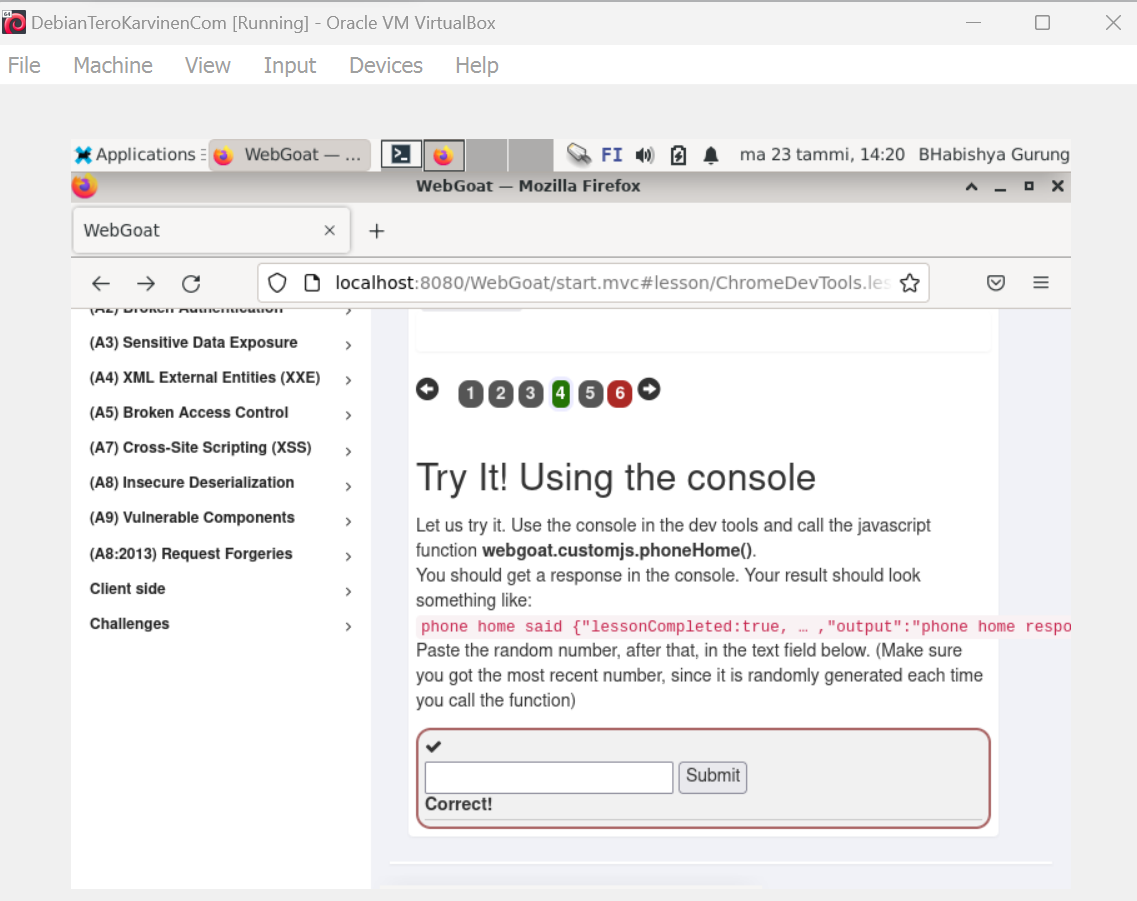 64
DebianTeroKarvinenCom [Running] - Oracle VM VirtualBox
File Machine View Input Devices Help
Applications WebGoat — ... FI ma 23 tammi, 14:20 BHabishya Gurung
WebGoat — Mozilla Firefox
WebGoat
localhost:8080/WebGoat/start.mvc#lesson/ChromeDevTools.les
(A2) Broken Authentication
(A3) Sensitive Data Exposure
(A4) XML External Entities (XXE)
(A5) Broken Access Control
(A7) Cross-Site Scripting (XSS)
(A8) Insecure Deserialization
(A9) Vulnerable Components
(A8:2013) Request Forgeries
Client side
Challenges
1 2 3 4 5 6
Try It! Using the console
Let us try it. Use the console in the dev tools and call the javascript
function webgoat.customjs.phoneHome().
You should get a response in the console. Your result should look
something like:
phone home said {"lessonCompleted:true, … ,"output":"phone home respo
Paste the random number, after that, in the text field below. (Make sure
you got the most recent number, since it is randomly generated each time
you call the function)
Submit
Correct!